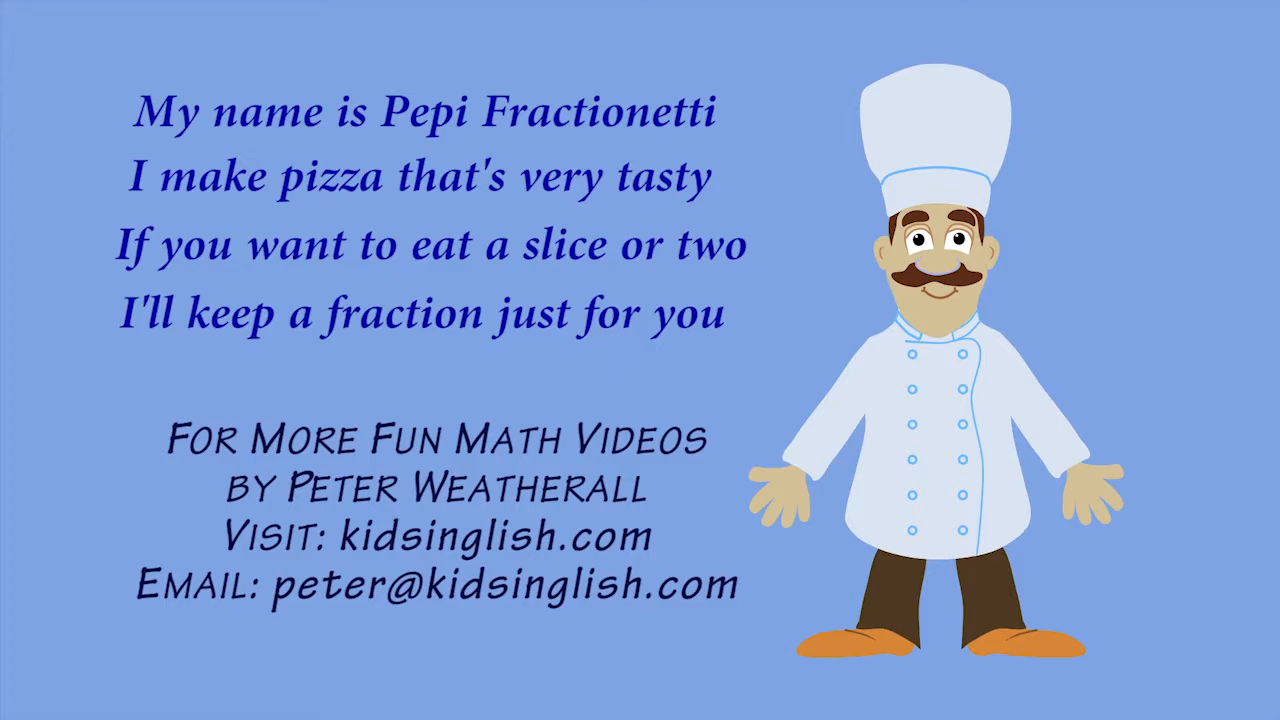 My name is Pepi Fractionetti
I make pizza that's very tasty
If you want to eat a slice or two
I'll keep a fraction just for you
FOR MORE FUN MATH VIDEOS
BY PETER WEATHERALL
VISIT: kidsinglish.com
EMAIL: peter@kidsinglish.com